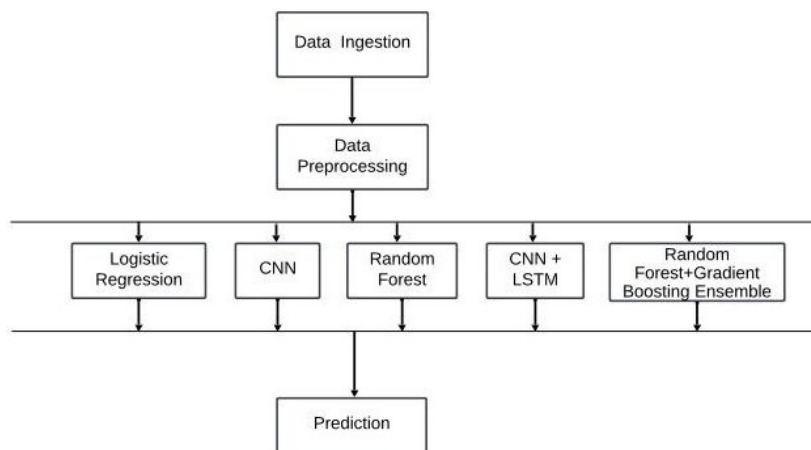 Data Ingestion
Data
Preprocessing
Logistic
Regression
CNN
Random
Forest
CNN +
LSTM
Random
Forest+Gradient
Boosting Ensemble
Prediction